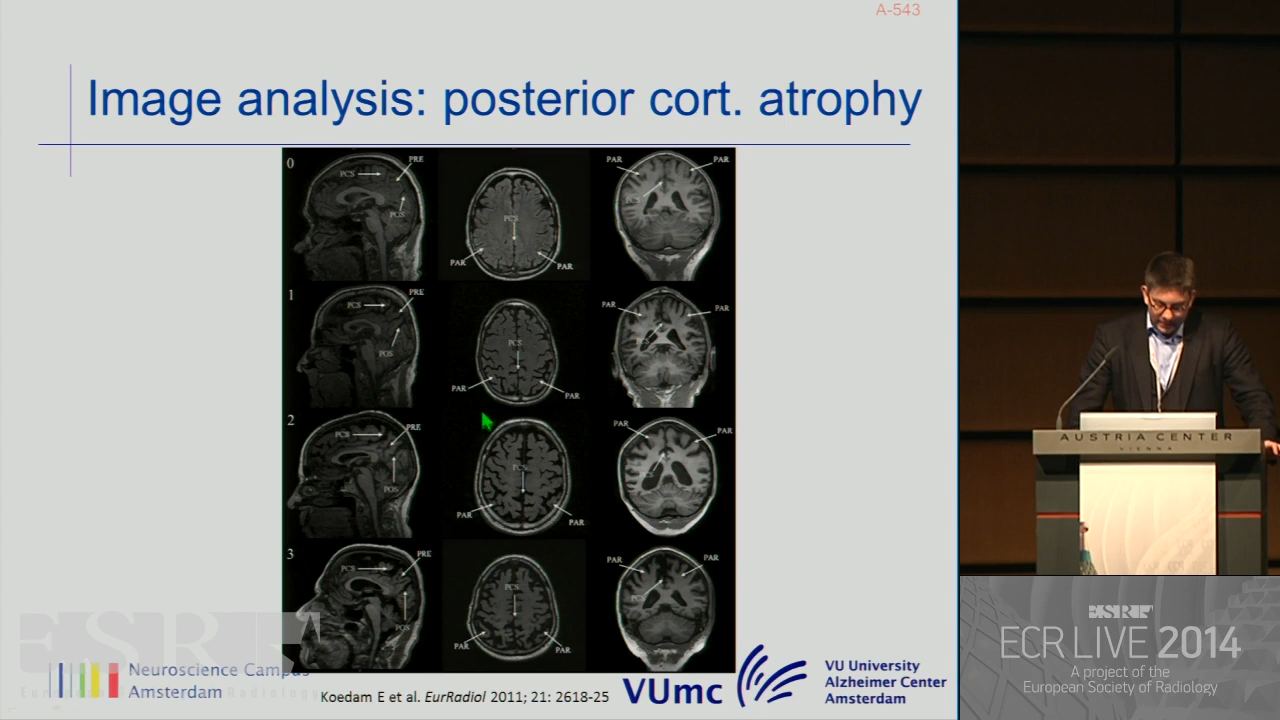 A-543
Image analysis: posterior cort. atrophy
0
PCS
PRE
POS
PCS
PAR
PAR
PAR
PAR
1
PCS
PRE
POS
PCS
PAR
PAR
PAR
PAR
2
PCS
PRE
POS
PCS
PAR
PAR
PAR
PAR
3
PCS
PRE
POS
PCS
PAR
PAR
PAR
PAR
PCS
Neuroscience Campus
Amsterdam
Koedam E et al. EurRadiol 2011; 21: 2618-25
VUmc
VU University
Alzheimer Center
Amsterdam
AUSTRIA CENTER
VIENNA
ESR
ECR LIVE 2014
A project of the
European Society of Radiology